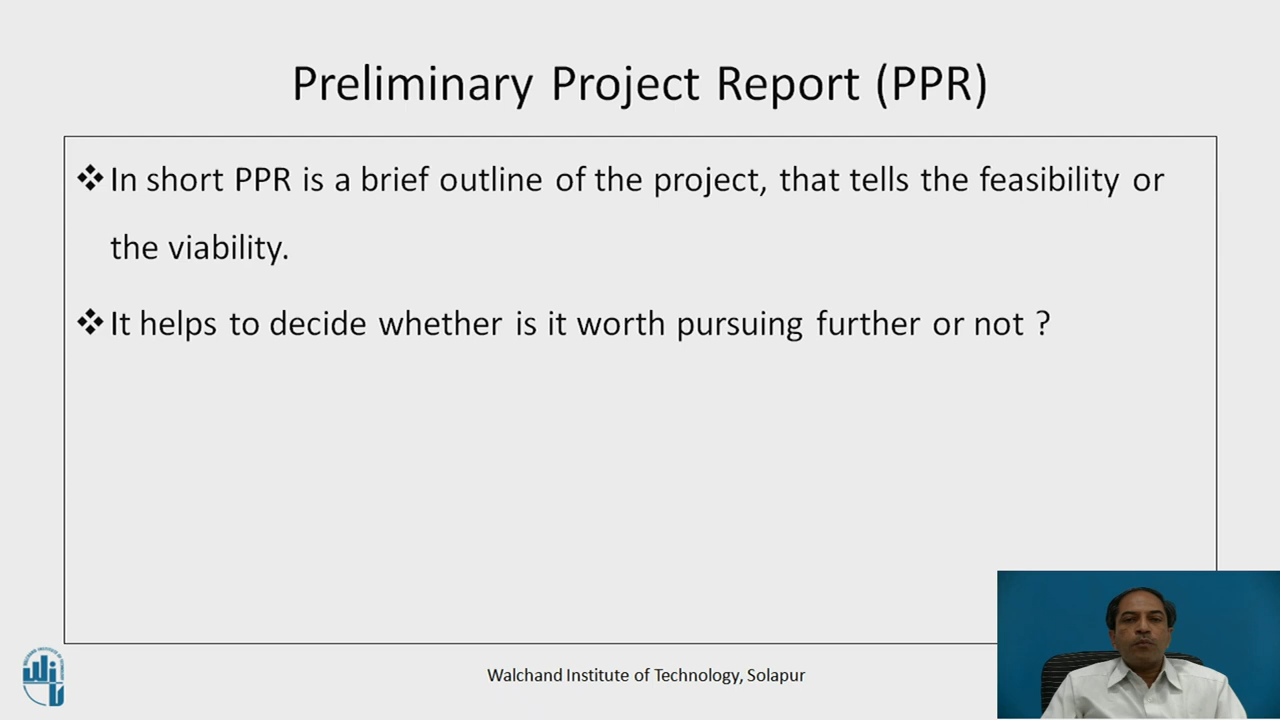 Preliminary Project Report (PPR)
❖In short PPR is a brief outline of the project, that tells the feasibility or
the viability.
❖It helps to decide whether is it worth pursuing further or not ?
Walchand Institute of Technology, Solapur